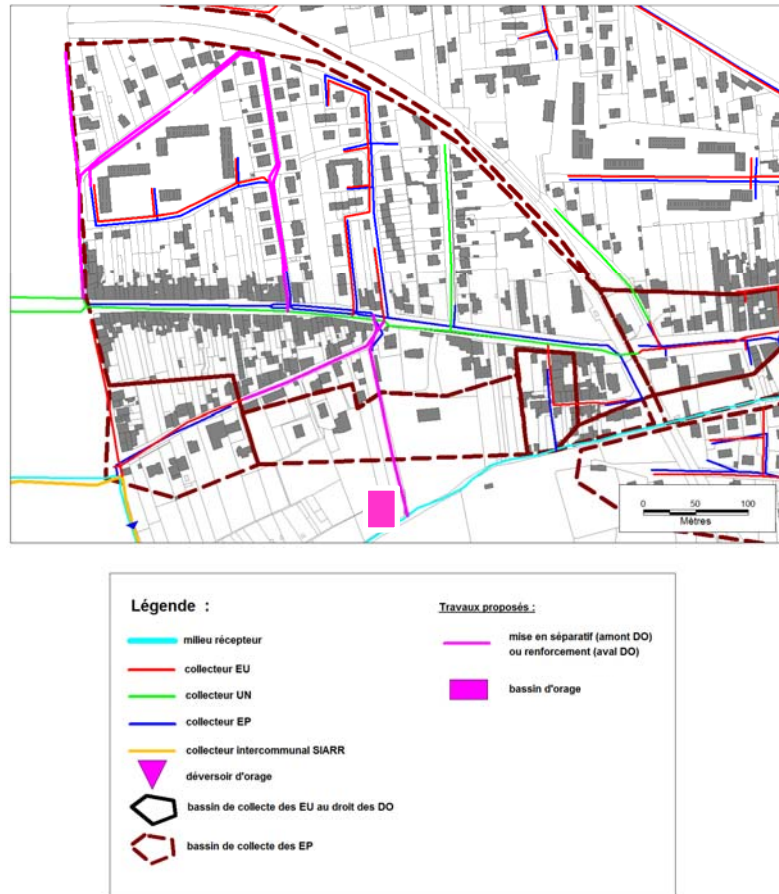 0 50 100
Mètres
Légende :
Travaux proposés :
milieu récepteur
mise en séparatif (amont DO)
ou renforcement (aval DO)
collecteur EU
collecteur UN
bassin d'orage
collecteur EP
collecteur intercommunal SIARR
déversoir d'orage
bassin de collecte des EU au droit des DO
bassin de collecte des EP